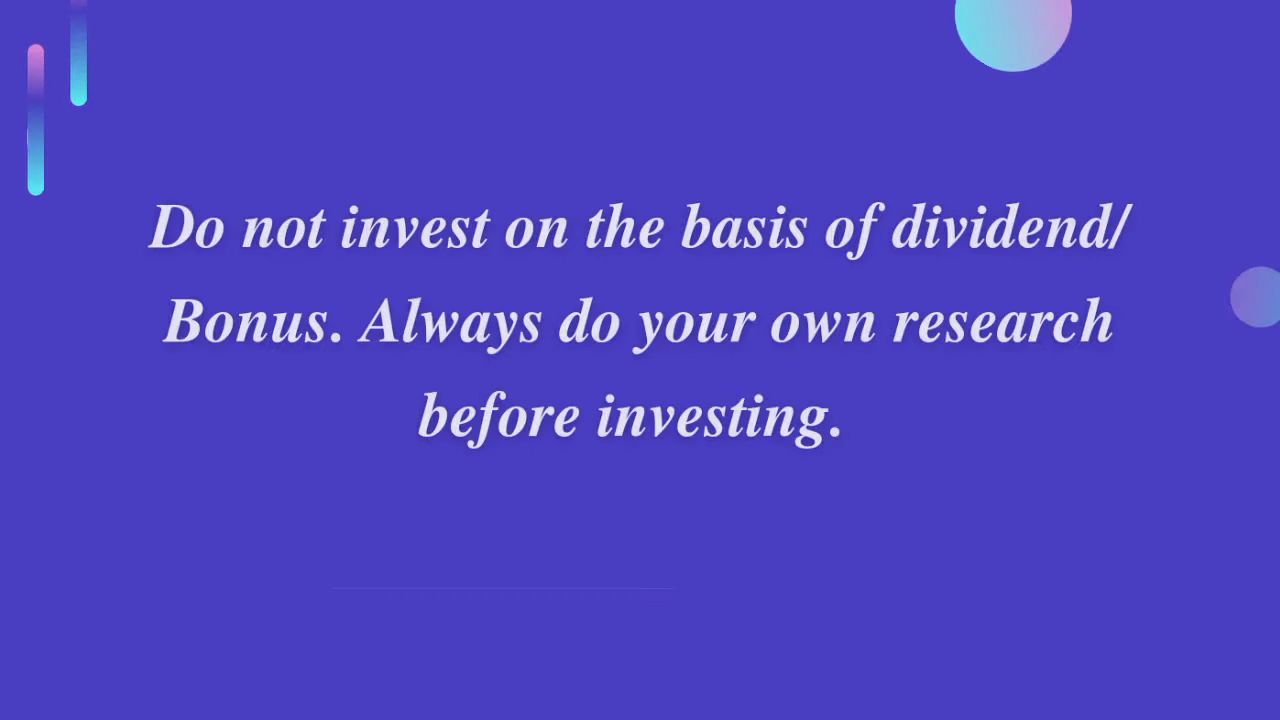 Do not invest on the basis of dividend/
Bonus. Always do your own research
before investing.